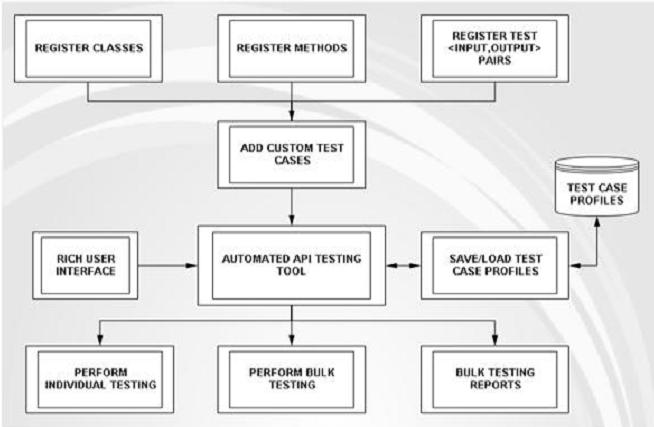 REGISTER CLASSES
REGISTER METHODS
REGISTER TEST
<INPUT,OUTPUT>
PAIRS
ADD CUSTOM TEST
CASES
TEST CASE
PROFILES
RICH USER
INTERFACE
AUTOMATED API TESTING
TOOL
SAVE/LOAD TEST
CASE PROFILES
PERFORM
INDIVIDUAL TESTING
PERFORM BULK
TESTING
BULK TESTING
REPORTS